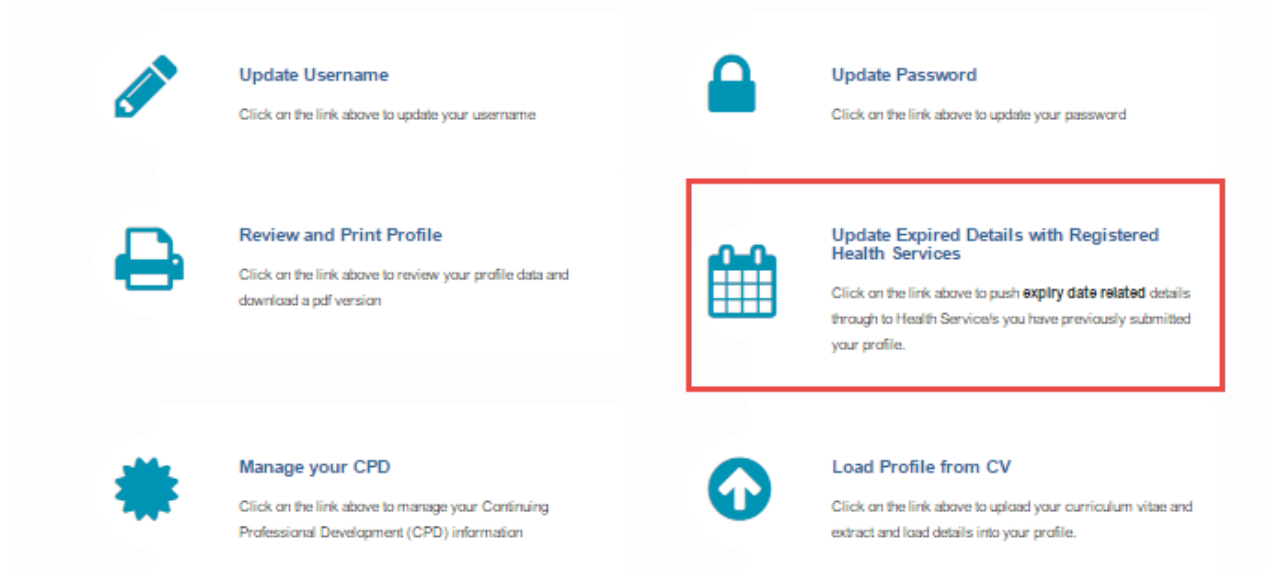 Update Username
Click on the link above to update your username
Update Password
Click on the link above to update your password
Review and Print Profile
Click on the link above to review your profile data and
download a pdf version
Update Expired Details with Registered
Health Services
Click on the link above to push expiry date related details
through to Health Service/s you have previously submitted
your profile.
Manage your CPD
Click on the link above to manage your Continuing
Professional Development (CPD) information
Load Profile from CV
Click on the link above to upload your curriculum vitae and
extract and load details into your profile.